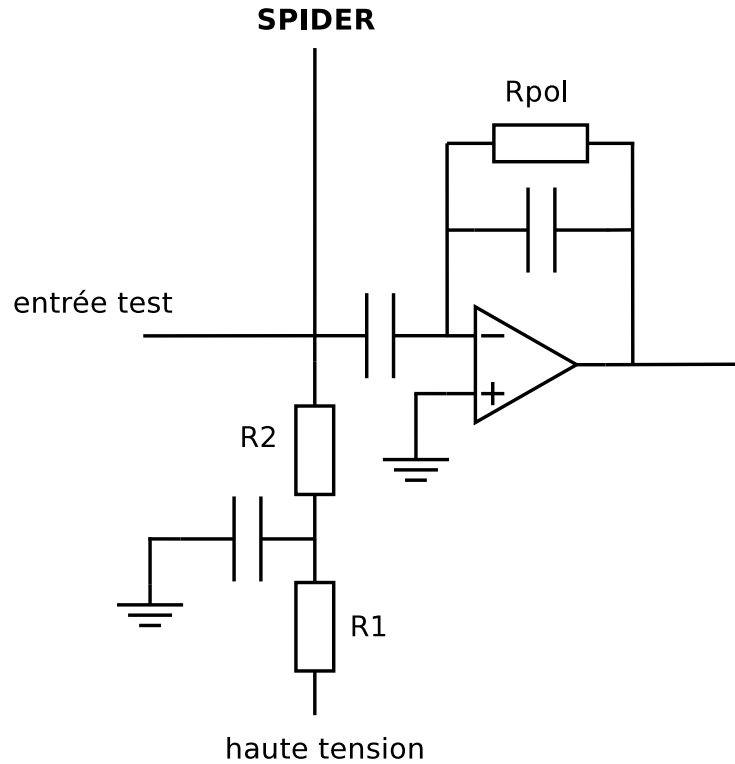 SPIDER
Rpol
entrée test
R2
R1
haute tension